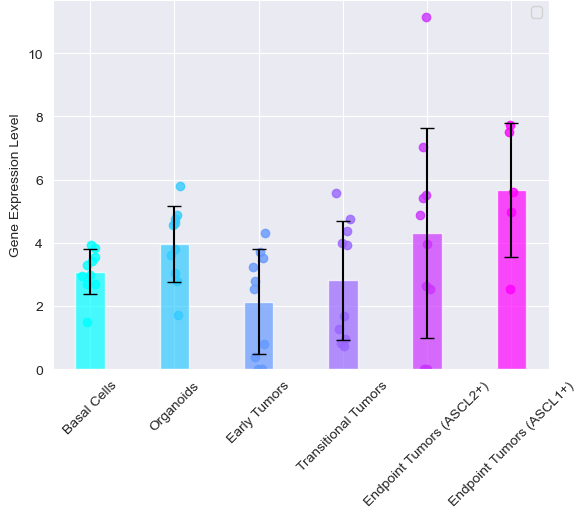 Gene Expression Level
10
8
6
4
2
0
Basal Cells
Organoids
Early Tumors
Transitional Tumors
Endpoint Tumors (ASCL2+)
Endpoint Tumors (ASCL1+)